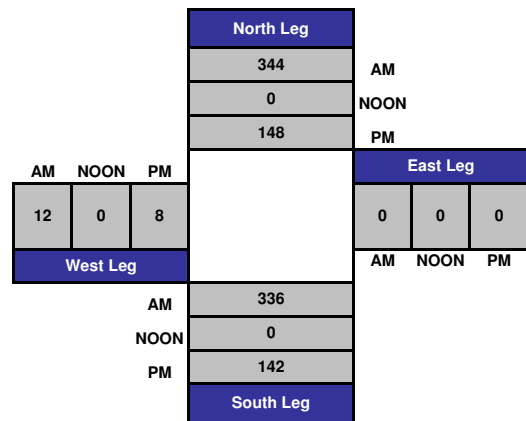 North Leg
344 AM
0 NOON
148 PM
AM NOON PM
East Leg
12 0 8
0 0 0
West Leg
AM NOON PM
AM 336
NOON 0
PM 142
South Leg